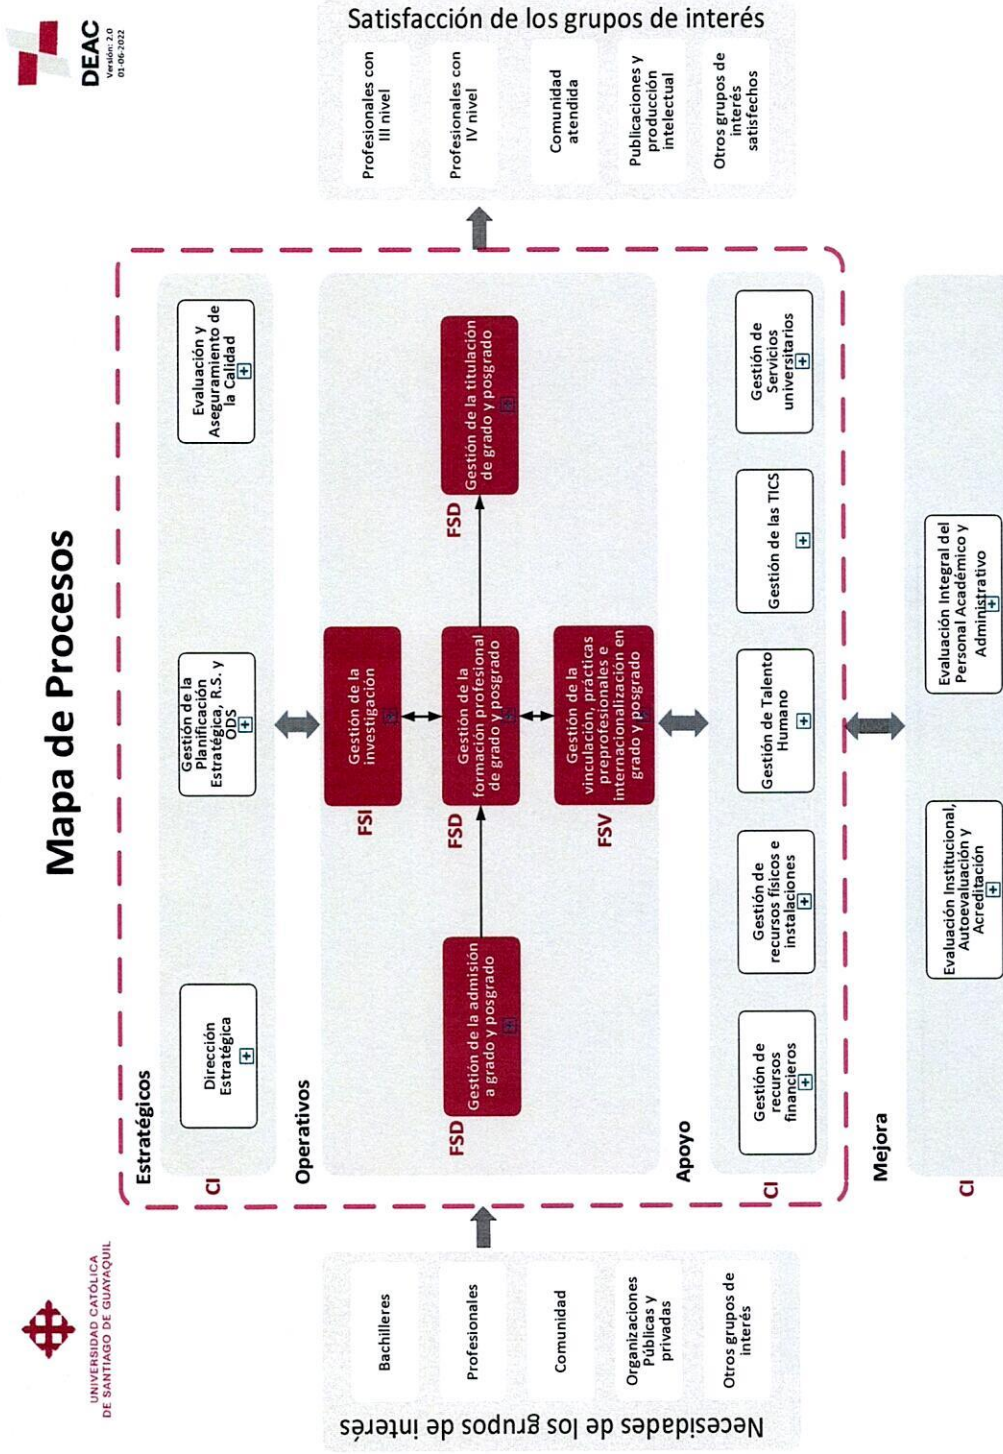 UNIVERSIDAD CATÓLICA
DE SANTIAGO DE GUAYAQUIL
Mapa de Procesos
DEAC
Versión: 2.0
01-06-2022
Necesidades de los grupos de interés
Bachilleres
Profesionales
Comunidad
Organizaciones
Públicas y
privadas
Otros grupos de
interés
Estratégicos
CI
Dirección
Estratégica
Gestión de la
Planificación
Estratégica, R.S. y
ODS
Evaluación y
Aseguramiento de
la Calidad
Operativos
FSD
Gestión de la admisión
a grado y posgrado
FSI
Gestión de la
investigación
FSD
Gestión de la
formación profesional
de grado y posgrado
FSV
Gestión de la
vinculación, prácticas
preprofesionales e
internacionalización en
grado y posgrado
FSD
Gestión de la titulación
de grado y posgrado
Apoyo
CI
Gestión de
recursos
financieros
Gestión de
recursos físicos e
instalaciones
Gestión de Talento
Humano
Gestión de las TICS
Gestión de
Servicios
universitarios
Mejora
CI
Evaluación Institucional,
Autoevaluación y
Acreditación
Evaluación Integral del
Personal Académico y
Administrativo
Satisfacción de los grupos de interés
Profesionales con
III nivel
Profesionales con
IV nivel
Comunidad
atendida
Publicaciones y
producción
intelectual
Otros grupos de
interés
satisfechos